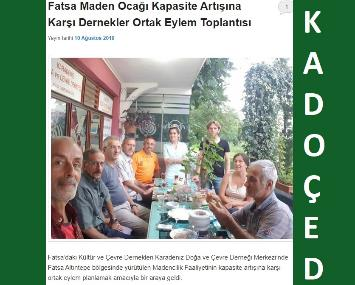 Fatsa Maden Ocağı Kapasite Artışına
Karşı Dernekler Ortak Eylem Toplantısı
1
Yayın tarihi 10 Ağustos 2018
Fatsa'daki Kültür ve Çevre Dernekleri Karadeniz Doğa ve Çevre Derneği Merkezi'nde
Fatsa Altıntepe bölgesinde yürütülen Madencilik Faaliyetinin kapasite artışına karşı
ortak eylem planlamak amacıyla bir araya geldi.
KADOÇED